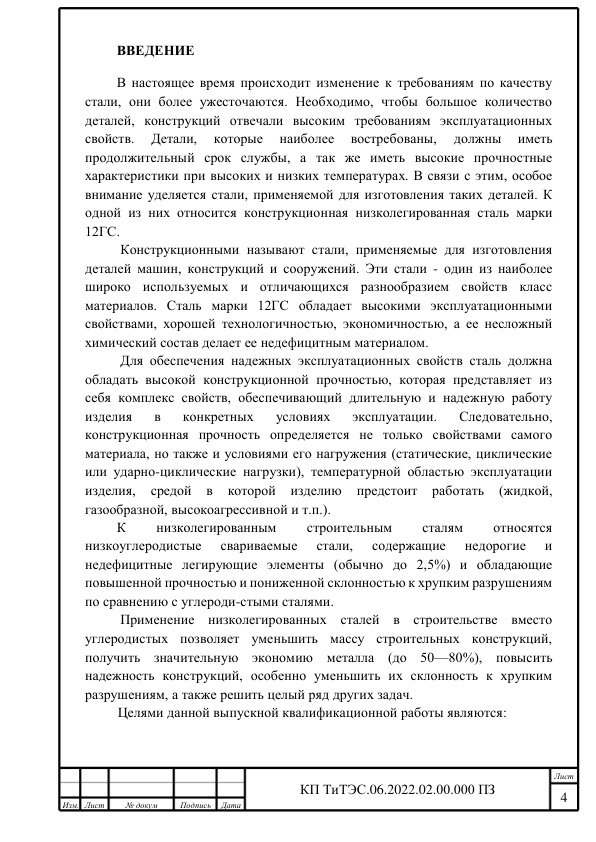 ВВЕДЕНИЕ
В настоящее время происходит изменение к требованиям по качеству
стали, они более ужесточаются. Необходимо, чтобы большое количество
деталей, конструкций отвечали высоким требованиям эксплуатационных
свойств. Детали, которые наиболее востребованы, должны иметь
продолжительный срок службы, а так же иметь высокие прочностные
характеристики при высоких и низких температурах. В связи с этим, особое
внимание уделяется стали, применяемой для изготовления таких деталей. К
одной из них относится конструкционная низколегированная сталь марки
12ГС.
Конструкционными называют стали, применяемые для изготовления
деталей машин, конструкций и сооружений. Эти стали - один из наиболее
широко используемых и отличающихся разнообразием свойств класс
материалов. Сталь марки 12ГС обладает высокими эксплуатационными
свойствами, хорошей технологичностью, экономичностью, а ее несложный
химический состав делает ее недефицитным материалом.
Для обеспечения надежных эксплуатационных свойств сталь должна
обладать высокой конструкционной прочностью, которая представляет из
себя комплекс свойств, обеспечивающий длительную и надежную работу
изделия в конкретных условиях эксплуатации. Следовательно,
конструкционная прочность определяется не только свойствами самого
материала, но также и условиями его нагружения (статические, циклические
или ударно-циклические нагрузки), температурной областью эксплуатации
изделия, средой в которой изделию предстоит работать (жидкой,
газообразной, высокоагрессивной и т.п.).
К низколегированным строительным сталям относятся
низкоуглеродистые свариваемые стали, содержащие недорогие и
недефицитные легирующие элементы (обычно до 2,5%) и обладающие
повышенной прочностью и пониженной склонностью к хрупким разрушениям
по сравнению с углероди-стыми сталями.
Применение низколегированных сталей в строительстве вместо
углеродистых позволяет уменьшить массу строительных конструкций,
получить значительную экономию металла (до 50—80%), повысить
надежность конструкций, особенно уменьшить их склонность к хрупким
разрушениям, а также решить целый ряд других задач.
Целями данной выпускной квалификационной работы являются:
КП ТиТЭС.06.2022.02.00.000 ПЗ
Лист
4
Изм. Лист № докум Подпись Дата